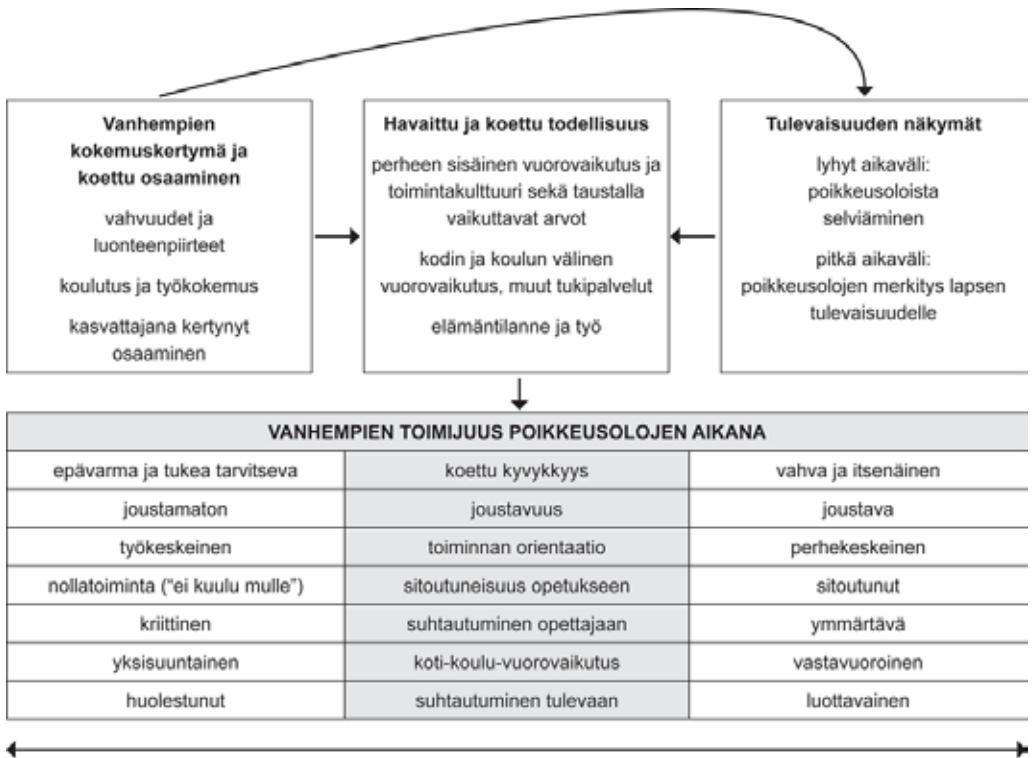 Vanhempien
kokemuskertymä ja
koettu osaaminen
vahvuudet ja
luonteenpiirteet
koulutus ja työkokemus
kasvattajana kertynyt
osaaminen
Havaittu ja koettu todellisuus
perheen sisäinen vuorovaikutus ja
toimintakulttuuri sekä taustalla
vaikuttavat arvot
kodin ja koulun välinen
vuorovaikutus, muut tukipalvelut
elämäntilanne ja työ
Tulevaisuuden näkymät
lyhyt aikaväli:
poikkeusoloista
selviäminen
pitkä aikaväli:
poikkeusolojen merkitys lapsen
tulevaisuudelle
VANHEMPIEN TOIMIJUUS POIKKEUSOLOJEN AIKANA
epävarma ja tukea tarvitseva koettu kyvykkyys vahva ja itsenäinen
joustamaton joustavuus joustava
työkeskeinen toiminnan orientaatio perhekeskeinen
nollatoiminta ("ei kuulu mulle") sitoutuneisuus opetukseen sitoutunut
kriittinen suhtautuminen opettajaan ymmärtävä
yksisuuntainen koti-koulu-vuorovaikutus vastavuoroinen
huolestunut suhtautuminen tulevaan luottavainen